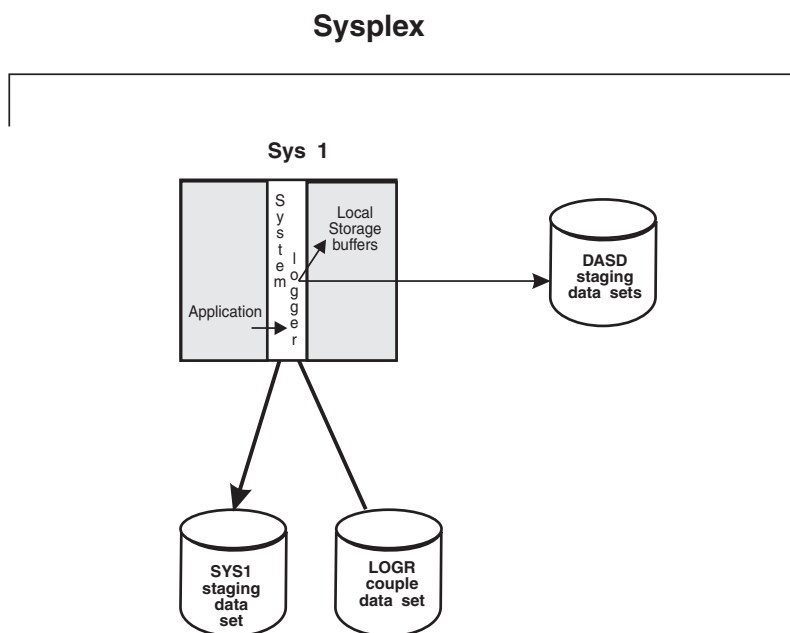 Sysplex
Sys 1
System
logger
Local
Storage
buffers
Application
DASD
staging
data sets
SYS1
staging
data
set
LOGR
couple
data set